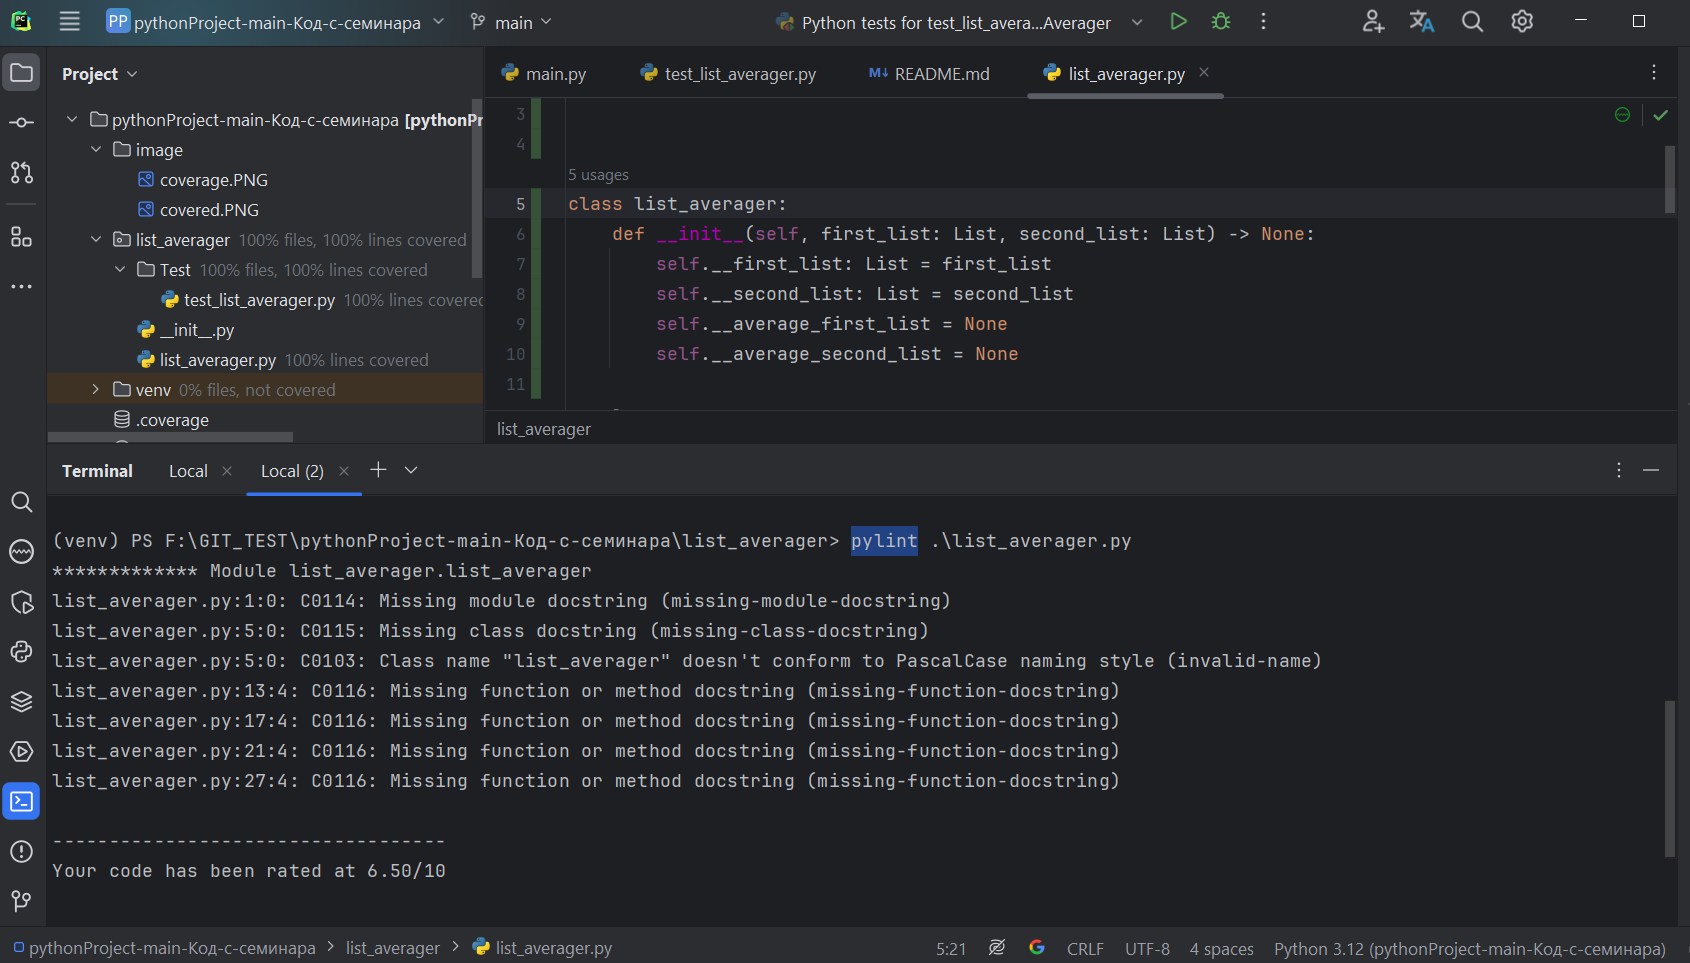 PP pythonProject-main-Код-с-семинара main Python tests for test_list_avera...Averager
Project
pythonProject-main-Код-с-семинара [pythonPr
image
coverage.PNG
covered.PNG
list_averager 100% files, 100% lines covered
Test 100% files, 100% lines covered
test_list_averager.py 100% lines covered
__init__.py
list_averager.py 100% lines covered
venv 0% files, not covered
.coverage
main.py test_list_averager.py M↓ README.md list_averager.py
3
4
5 usages
5 class list_averager:
6 def __init__(self, first_list: List, second_list: List) -> None:
7 self.__first_list: List = first_list
8 self.__second_list: List = second_list
9 self.__average_first_list = None
10 self.__average_second_list = None
11
list_averager
Terminal Local Local (2)
(venv) PS F:\GIT_TEST\pythonProject-main-Код-с-семинара\list_averager> pylint .\list_averager.py
************* Module list_averager.list_averager
list_averager.py:1:0: C0114: Missing module docstring (missing-module-docstring)
list_averager.py:5:0: C0115: Missing class docstring (missing-class-docstring)
list_averager.py:5:0: C0103: Class name "list_averager" doesn't conform to PascalCase naming style (invalid-name)
list_averager.py:13:4: C0116: Missing function or method docstring (missing-function-docstring)
list_averager.py:17:4: C0116: Missing function or method docstring (missing-function-docstring)
list_averager.py:21:4: C0116: Missing function or method docstring (missing-function-docstring)
list_averager.py:27:4: C0116: Missing function or method docstring (missing-function-docstring)
-----------------------------------
Your code has been rated at 6.50/10
pythonProject-main-Код-с-семинара > list_averager > list_averager.py 5:21 CRLF UTF-8 4 spaces Python 3.12 (pythonProject-main-Код-с-семинара)